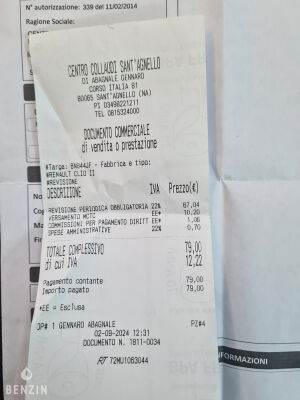 N° autorizzazione: 339 del 11/02/2014
Ragione Sociale:
CENTRO COLLAUDI SANT'AGNELLO
DI ABAGNALE GENNARO
CORSO ITALIA 81
80065 SANT'AGNELLO (NA)
PI 03498221211
TEL 0815324000
DOCUMENTO COMMERCIALE
di vendita o prestazione
*Targa: BN844JF - Fabbrica e tipo:
*RENAULT CLIO II
*REVISIONE
DESCRIZIONE IVA Prezzo(€)
REVISIONE PERIODICA OBBLIGATORIA 22% 67,04
VERSAMENTO MCTC EE* 10,20
COMMISSIONI PER PAGAMENTO DIRITT EE* 1,06
SPESE AMMINISTRATIVE 22% 0,70
TOTALE COMPLESSIVO 79,00
di cui IVA 12,22
Pagamento contante 79,00
Importo pagato 79,00
*EE = Esclusa
OP# 1 GENNARO ABAGNALE PZ#4
02-09-2024 12:31
DOCUMENTO N. 1811-0034
RT 72MU1063044
INFORMAZIONI
BENZIN